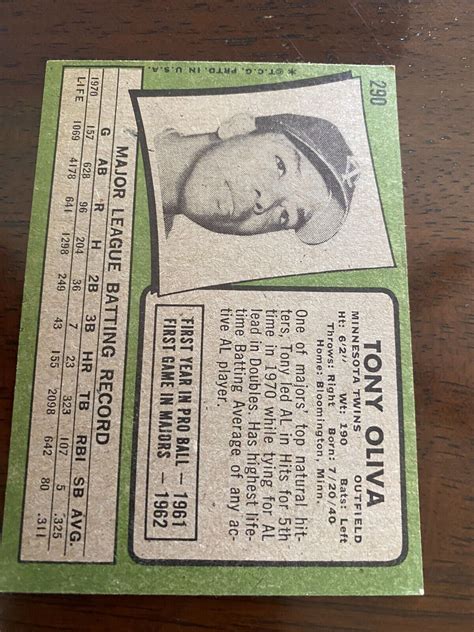 290
TONY OLIVA
MINNESOTA TWINS OUTFIELD
Ht: 6'2" Wt: 190 Bats: Left
Throws: Right Born: 7/20/40
Home: Bloomington, Minn.
One of majors' top natural hit-
ters, Tony led AL in Hits for 5th
time in 1970 while tying for AL
lead in Doubles. Has highest life-
time Batting Average of any ac-
tive AL player.
FIRST YEAR IN PRO BALL — 1961
FIRST GAME IN MAJORS — 1962
MAJOR LEAGUE BATTING RECORD
G AB R H 2B 3B HR TB RBI SB AVG.
1970 157 628 96 204 36 7 23 323 107 5 .325
LIFE 1069 4178 641 1298 249 43 155 2098 642 80 .311
* © T.C.G. PRTD. IN U.S.A.